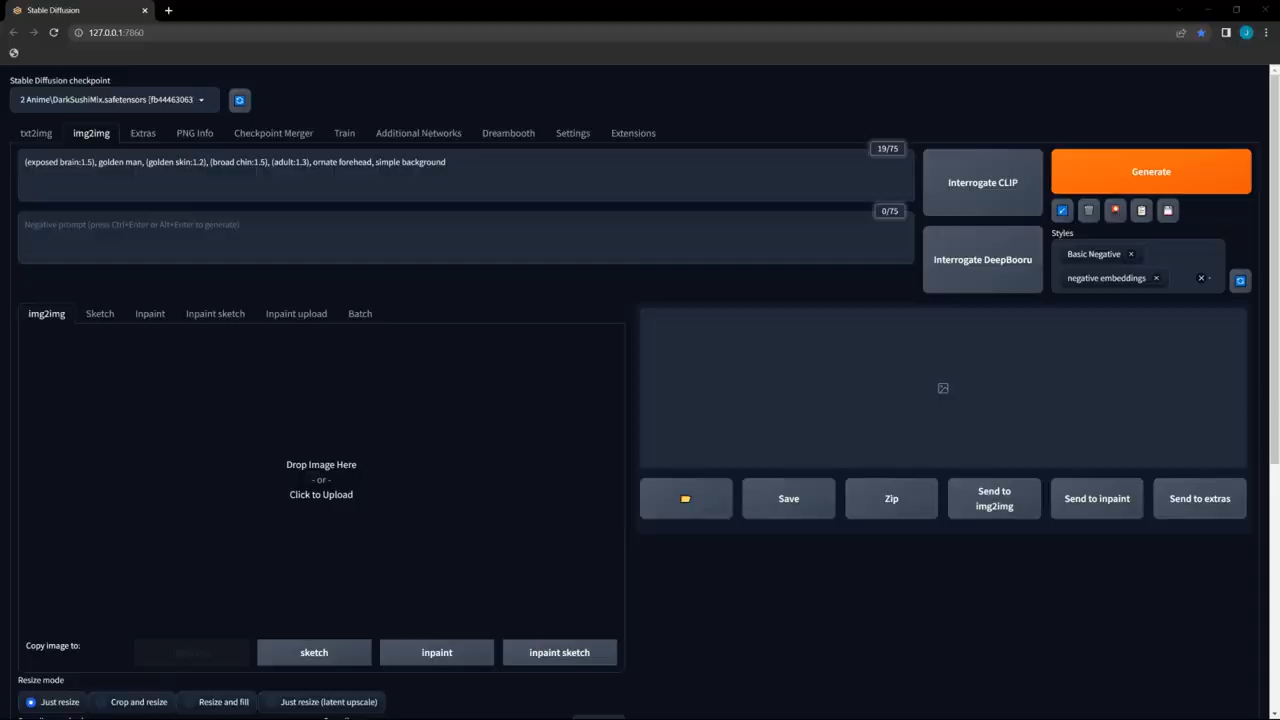 Stable Diffusion
127.0.0.1:7860
Stable Diffusion checkpoint
2 Anime\DarkSushiMix.safetensors [fb44463063
txt2img
img2img
Extras
PNG Info
Checkpoint Merger
Train
Additional Networks
Dreambooth
Settings
Extensions
(exposed brain:1.5), golden man, (golden skin:1.2), (broad chin:1.5), (adult:1.3), ornate forehead, simple background
19/75
Negative prompt (press Ctrl+Enter or Alt+Enter to generate)
0/75
Interrogate CLIP
Interrogate DeepBooru
Generate
Styles
Basic Negative
negative embeddings
img2img
Sketch
Inpaint
Inpaint sketch
Inpaint upload
Batch
Drop Image Here
- or -
Click to Upload
Save
Zip
Send to
img2img
Send to inpaint
Send to extras
Copy image to:
sketch
inpaint
inpaint sketch
Resize mode
Just resize
Crop and resize
Resize and fill
Just resize (latent upscale)